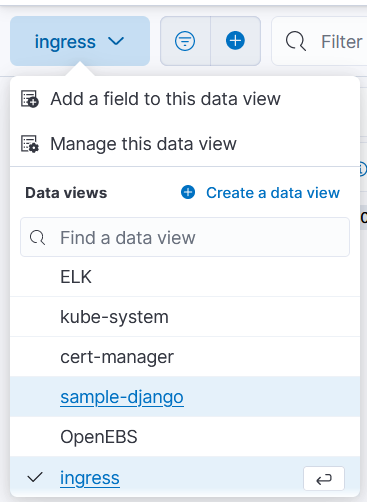 ingress
Filter
Add a field to this data view
Manage this data view
Data views Create a data view
Find a data view
ELK
kube-system
cert-manager
sample-django
OpenEBS
ingress